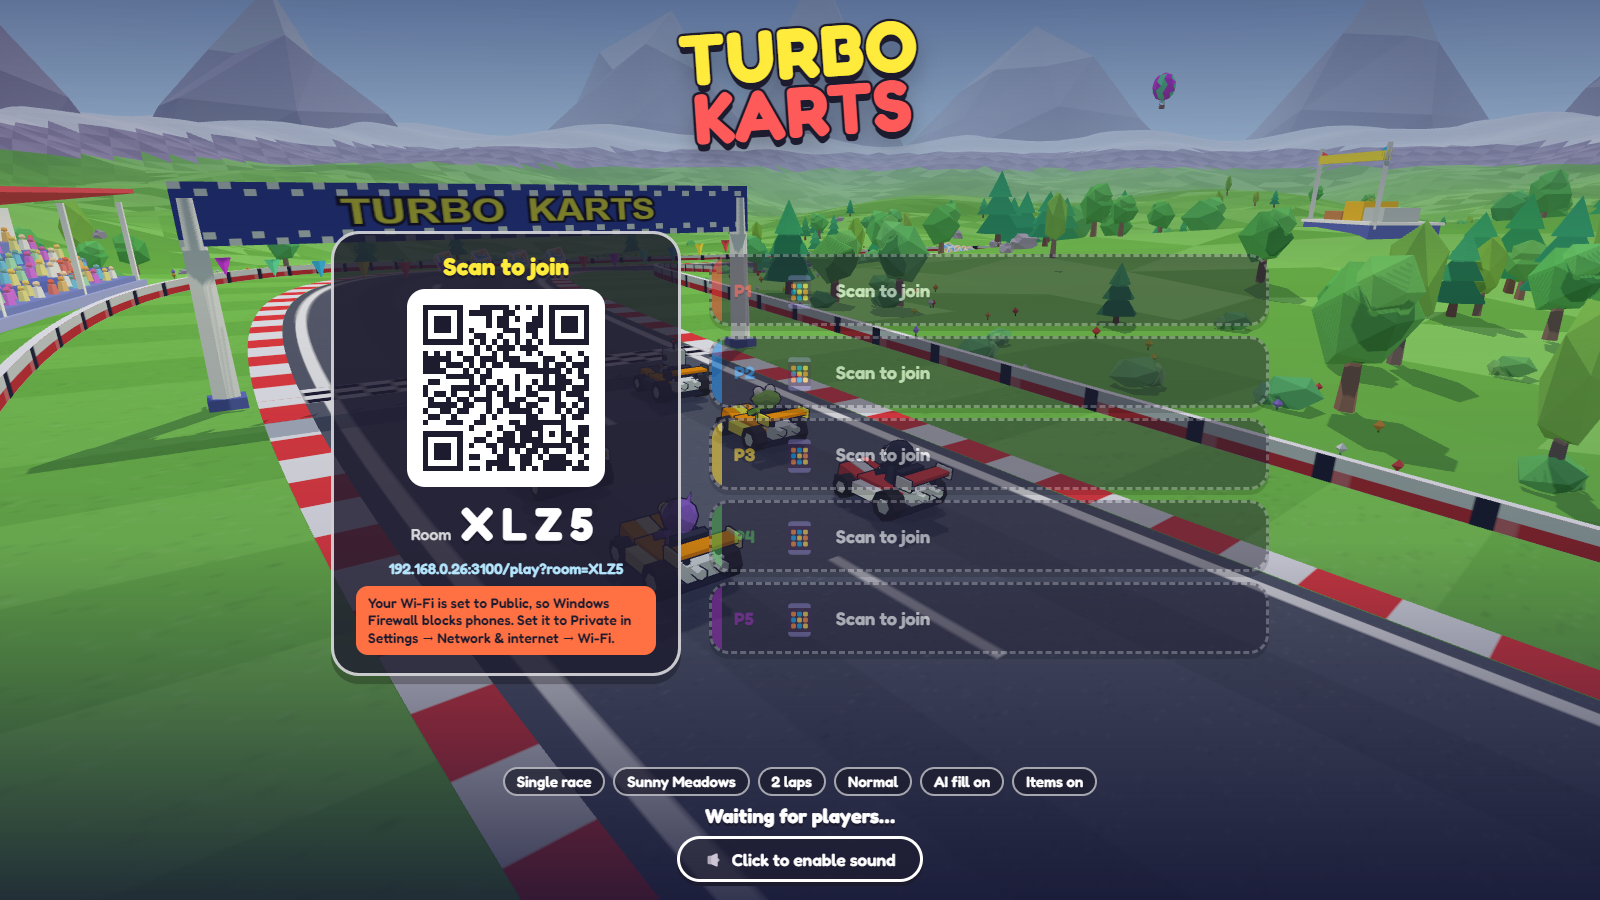 TURBO
KARTS
TURBO KARTS
Scan to join
Room XLZ5
192.168.0.26:3100/play?room=XLZ5
Your Wi-Fi is set to Public, so Windows
Firewall blocks phones. Set it to Private in
Settings → Network & internet → Wi-Fi.
P1 Scan to join
P2 Scan to join
P3 Scan to join
P4 Scan to join
P5 Scan to join
Single race Sunny Meadows 2 laps Normal AI fill on Items on
Waiting for players...
Click to enable sound